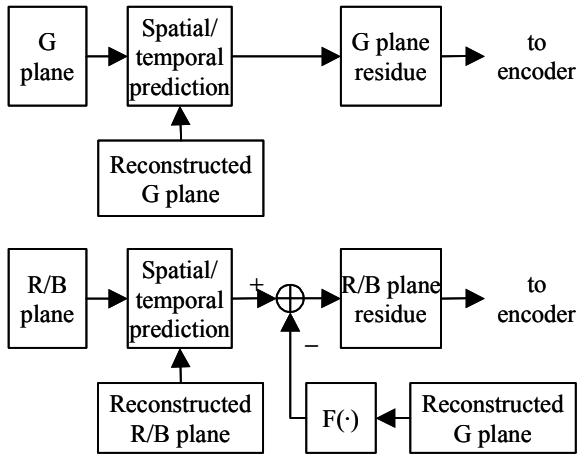 G
plane
Spatial/
temporal
prediction
G plane
residue
to
encoder
Reconstructed
G plane
R/B
plane
Spatial/
temporal
prediction
+
−
R/B plane
residue
to
encoder
Reconstructed
R/B plane
F(·)
Reconstructed
G plane